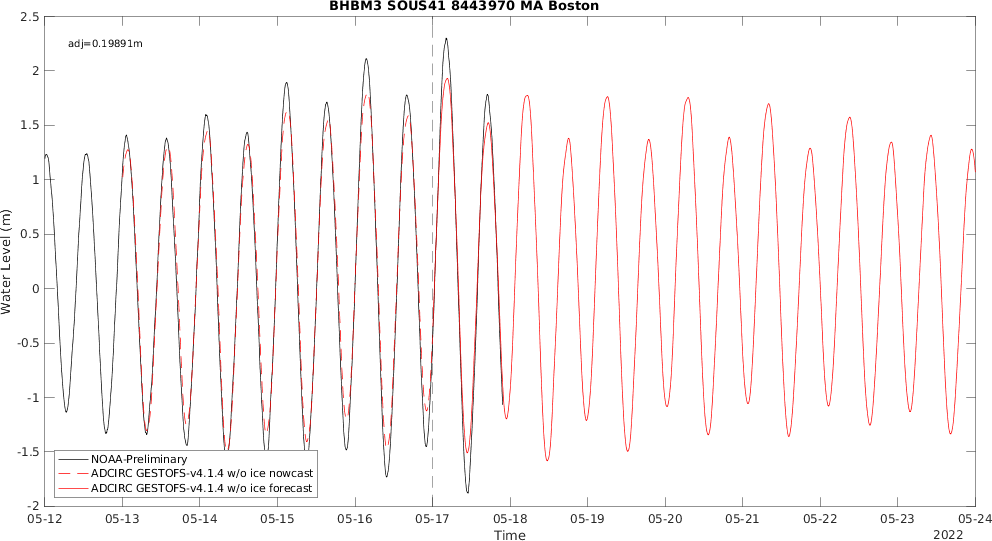 BHBM3 SOUS41 8443970 MA Boston
adj=0.19891m
2.5
2
1.5
1
0.5
0
-0.5
-1
-1.5
-2
Water Level (m)
NOAA-Preliminary
ADCIRC GESTOFS-v4.1.4 w/o ice nowcast
ADCIRC GESTOFS-v4.1.4 w/o ice forecast
05-12 05-13 05-14 05-15 05-16 05-17 05-18 05-19 05-20 05-21 05-22 05-23 05-24
Time
2022